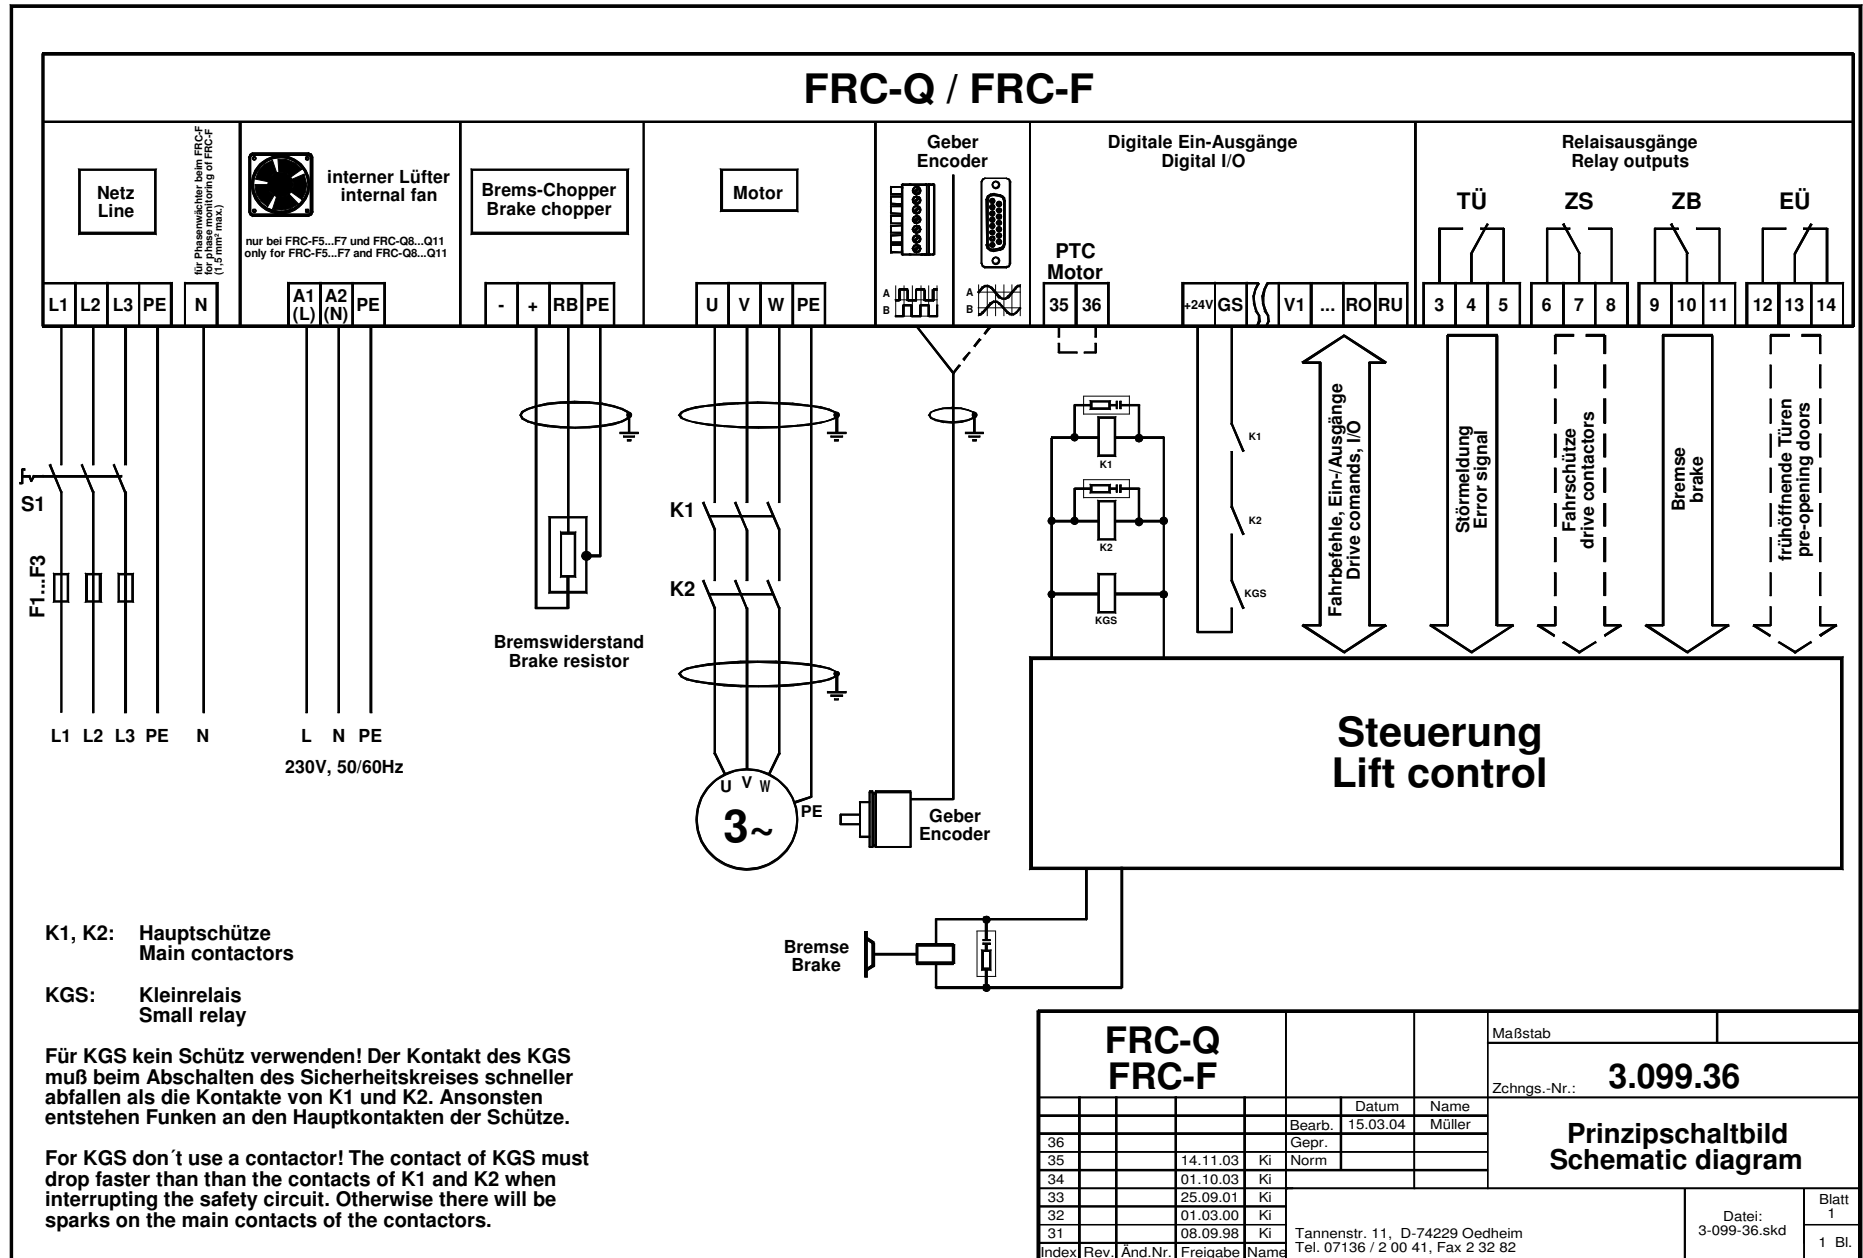 FRC-Q / FRC-F
Netz
Line
für Phasenwächter beim FRC-F
for phase monitoring of FRC-F
(1,5 mm² max.)
interner Lüfter
internal fan
nur bei FRC-F5...F7 und FRC-Q8...Q11
only for FRC-F5...F7 and FRC-Q8...Q11
Brems-Chopper
Brake chopper
Motor
Geber
Encoder
A
B
A
B
Digitale Ein-Ausgänge
Digital I/O
PTC
Motor
Relaisausgänge
Relay outputs
TÜ ZS ZB EÜ
L1 L2 L3 PE N
A1 (L) A2 (N) PE
- + RB PE
U V W PE
35 36
+24V GS V1 ... RO RU
3 4 5 6 7 8 9 10 11 12 13 14
S1
F1...F3
L1 L2 L3 PE N
L N PE
230V, 50/60Hz
Bremswiderstand
Brake resistor
K1
K2
U V W
3~
PE
Geber
Encoder
K1
K2
KGS
K1
K2
KGS
Fahrbefehle, Ein-/Ausgänge
Drive comands, I/O
Störmeldung
Error signal
Fahrschütze
drive contactors
Bremse
brake
frühöffnende Türen
pre-opening doors
Steuerung
Lift control
Bremse
Brake
K1, K2: Hauptschütze
Main contactors
KGS: Kleinrelais
Small relay
Für KGS kein Schütz verwenden! Der Kontakt des KGS
muß beim Abschalten des Sicherheitskreises schneller
abfallen als die Kontakte von K1 und K2. Ansonsten
entstehen Funken an den Hauptkontakten der Schütze.
For KGS don´t use a contactor! The contact of KGS must
drop faster than than the contacts of K1 and K2 when
interrupting the safety circuit. Otherwise there will be
sparks on the main contacts of the contactors.
FRC-Q
FRC-F
Maßstab
Zchngs.-Nr.: 3.099.36
Datum Name
Bearb. 15.03.04 Müller
Gepr.
Norm
Prinzipschaltbild
Schematic diagram
36
35 14.11.03 Ki
34 01.10.03 Ki
33 25.09.01 Ki
32 01.03.00 Ki
31 08.09.98 Ki
Index Rev. Änd.Nr. Freigabe Name
Tannenstr. 11, D-74229 Oedheim
Tel. 07136 / 2 00 41, Fax 2 32 82
Datei:
3-099-36.skd
Blatt
1
1 Bl.